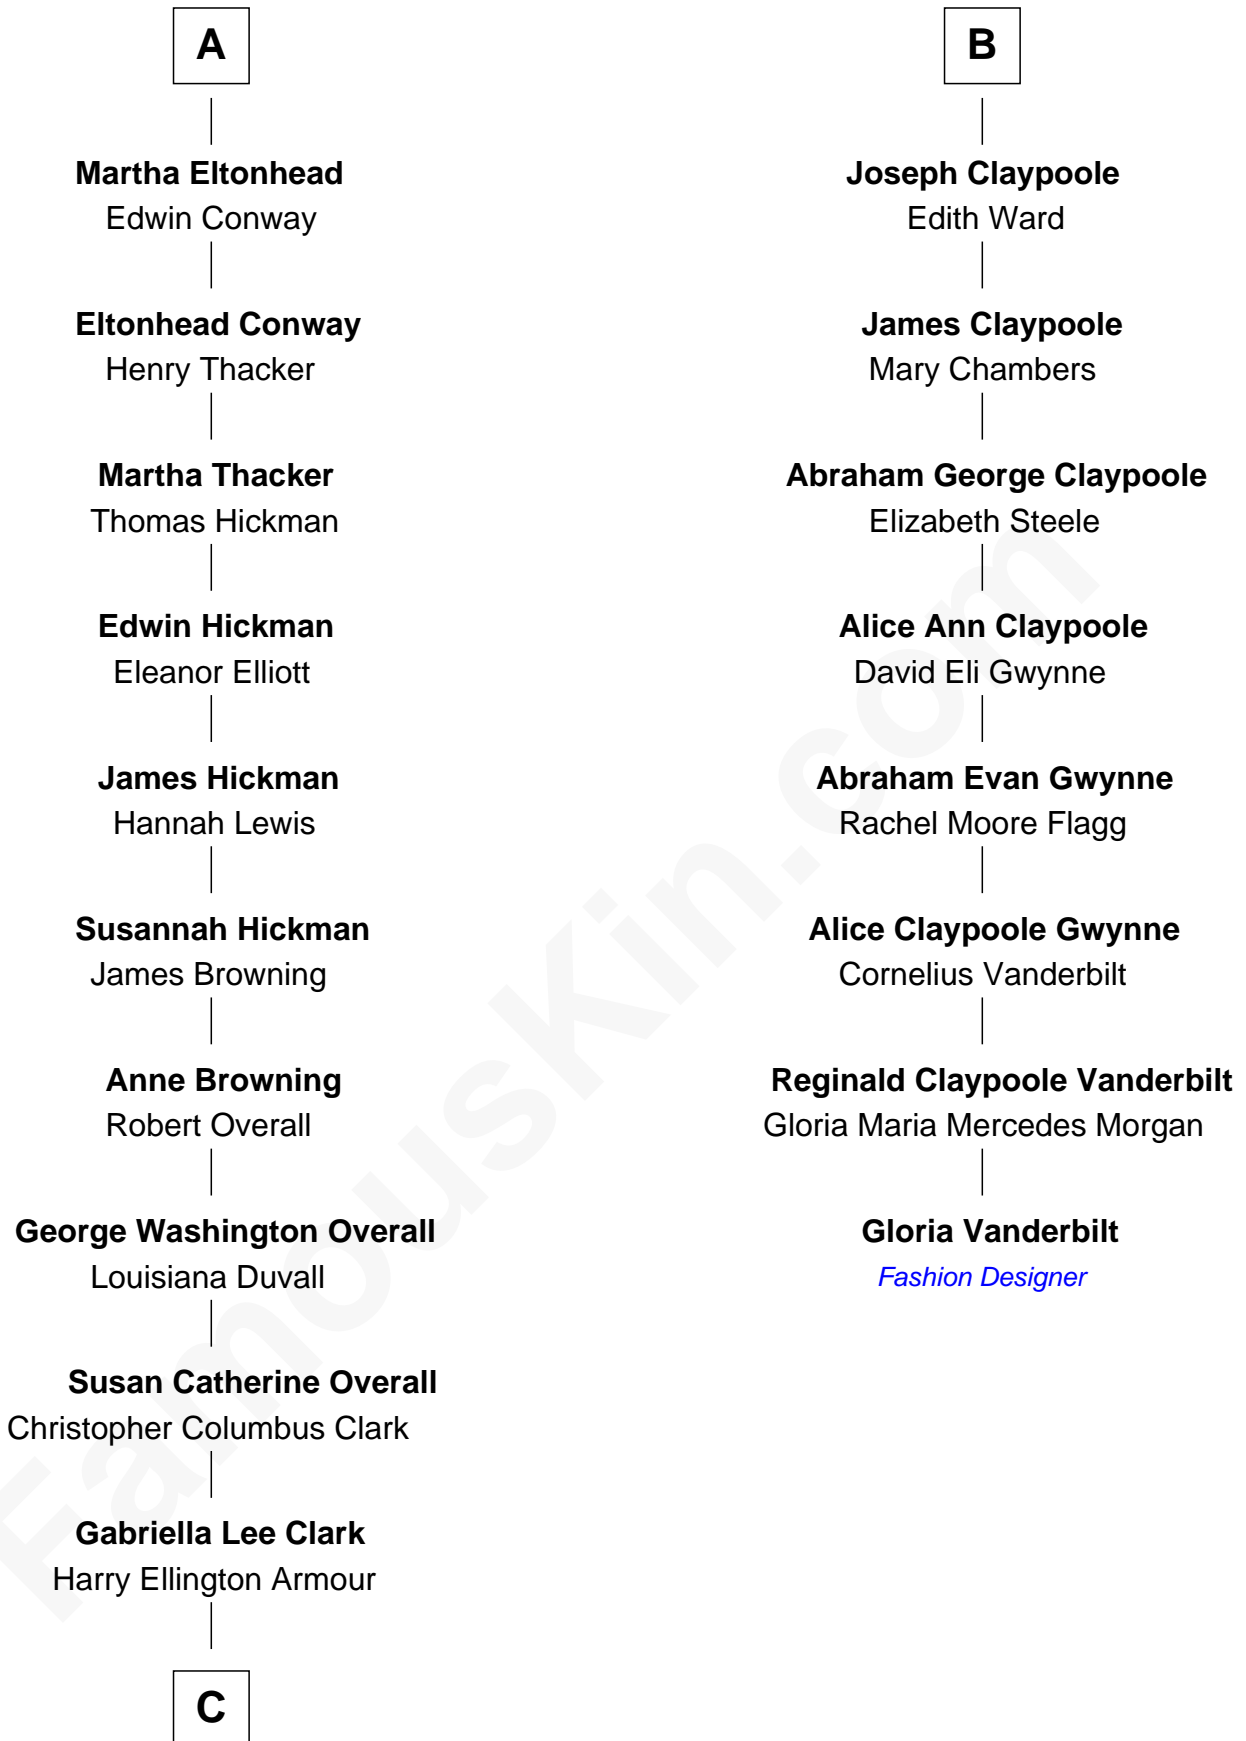 A
Martha Eltonhead
Edwin Conway
Eltonhead Conway
Henry Thacker
Martha Thacker
Thomas Hickman
Edwin Hickman
Eleanor Elliott
James Hickman
Hannah Lewis
Susannah Hickman
James Browning
Anne Browning
Robert Overall
George Washington Overall
Louisiana Duvall
Susan Catherine Overall
Christopher Columbus Clark
Gabriella Lee Clark
Harry Ellington Armour
C
B
Joseph Claypoole
Edith Ward
James Claypoole
Mary Chambers
Abraham George Claypoole
Elizabeth Steele
Alice Ann Claypoole
David Eli Gwynne
Abraham Evan Gwynne
Rachel Moore Flagg
Alice Claypoole Gwynne
Cornelius Vanderbilt
Reginald Claypoole Vanderbilt
Gloria Maria Mercedes Morgan
Gloria Vanderbilt
Fashion Designer
FamousKin.com